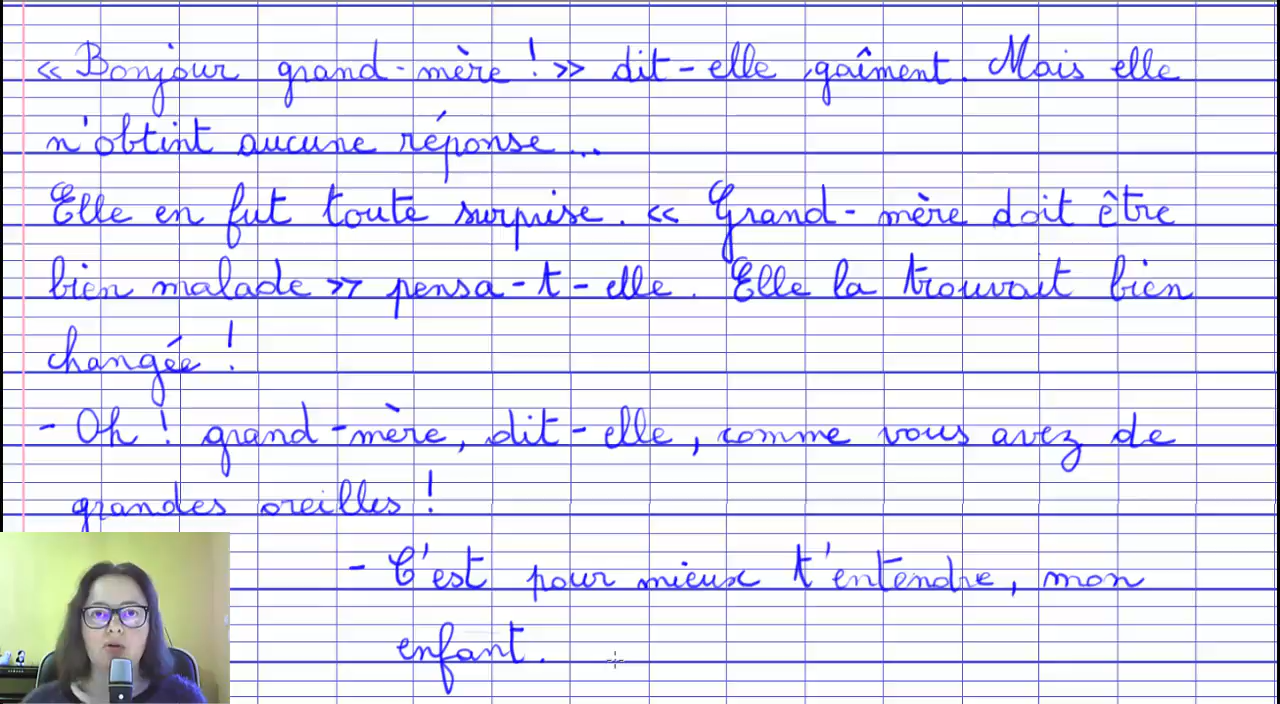 « Bonjour grand-mère ! » dit-elle gaîment. Mais elle
n'obtint aucune réponse...
Elle en fut toute surprise. « Grand-mère doit être
bien malade » pensa-t-elle. Elle la trouvait bien
changée !
- Oh ! grand-mère, dit-elle, comme vous avez de
grandes oreilles !
- C'est pour mieux t'entendre, mon
enfant.